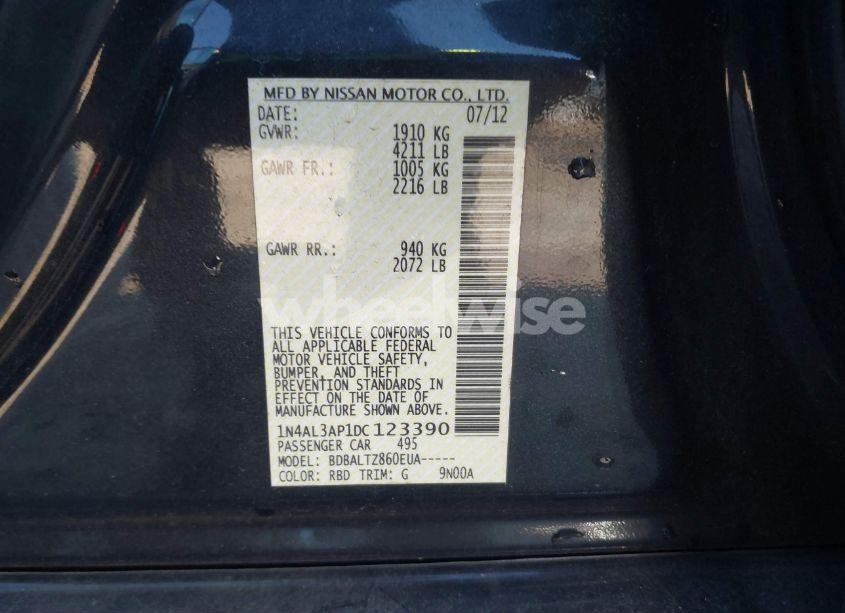 MFD BY NISSAN MOTOR CO., LTD.
DATE: 07/12
GVWR: 1910 KG
4211 LB
GAWR FR.: 1005 KG
2216 LB
GAWR RR.: 940 KG
2072 LB
wheelwise
THIS VEHICLE CONFORMS TO
ALL APPLICABLE FEDERAL
MOTOR VEHICLE SAFETY,
BUMPER, AND THEFT
PREVENTION STANDARDS IN
EFFECT ON THE DATE OF
MANUFACTURE SHOWN ABOVE.
1N4AL3AP1DC123390
PASSENGER CAR 495
MODEL: BDBALTZ860EUA-----
COLOR: RBD TRIM: G 9N00A